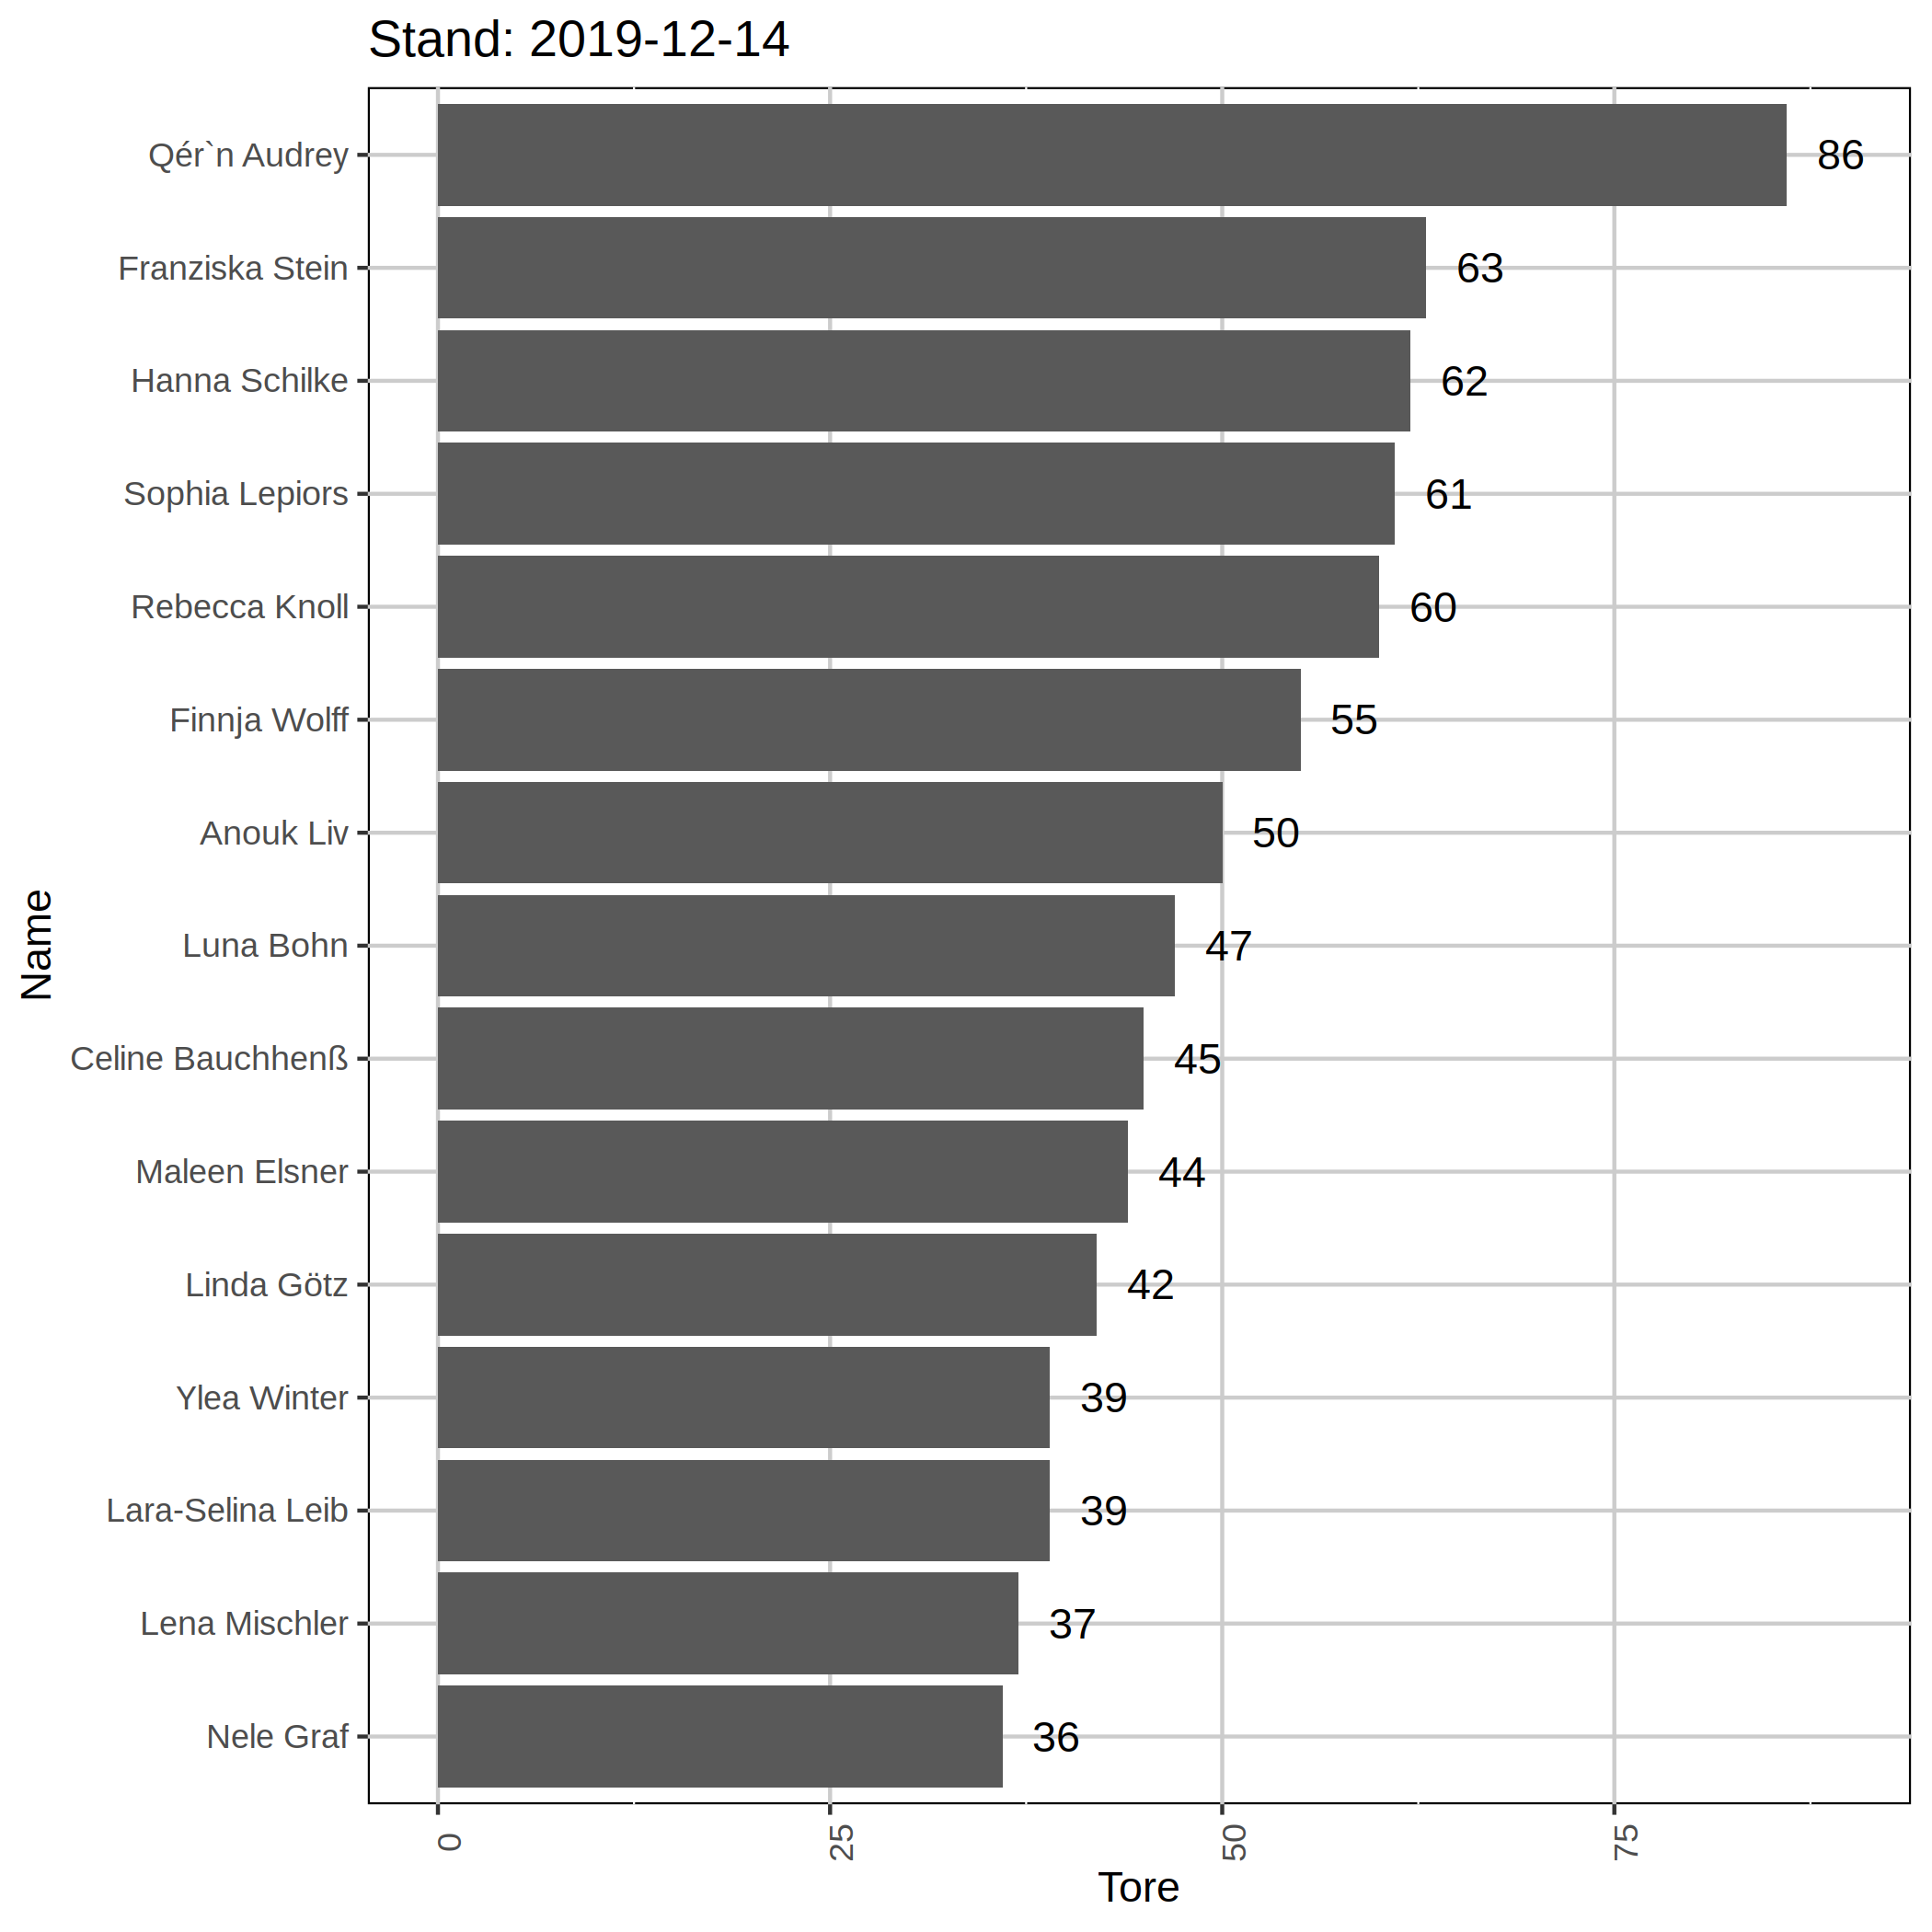 Stand: 2019-12-14
Name
Qér`n Audrey 86
Franziska Stein 63
Hanna Schilke 62
Sophia Lepiors 61
Rebecca Knoll 60
Finnja Wolff 55
Anouk Liv 50
Luna Bohn 47
Celine Bauchhenß 45
Maleen Elsner 44
Linda Götz 42
Ylea Winter 39
Lara-Selina Leib 39
Lena Mischler 37
Nele Graf 36
0 25 50 75
Tore